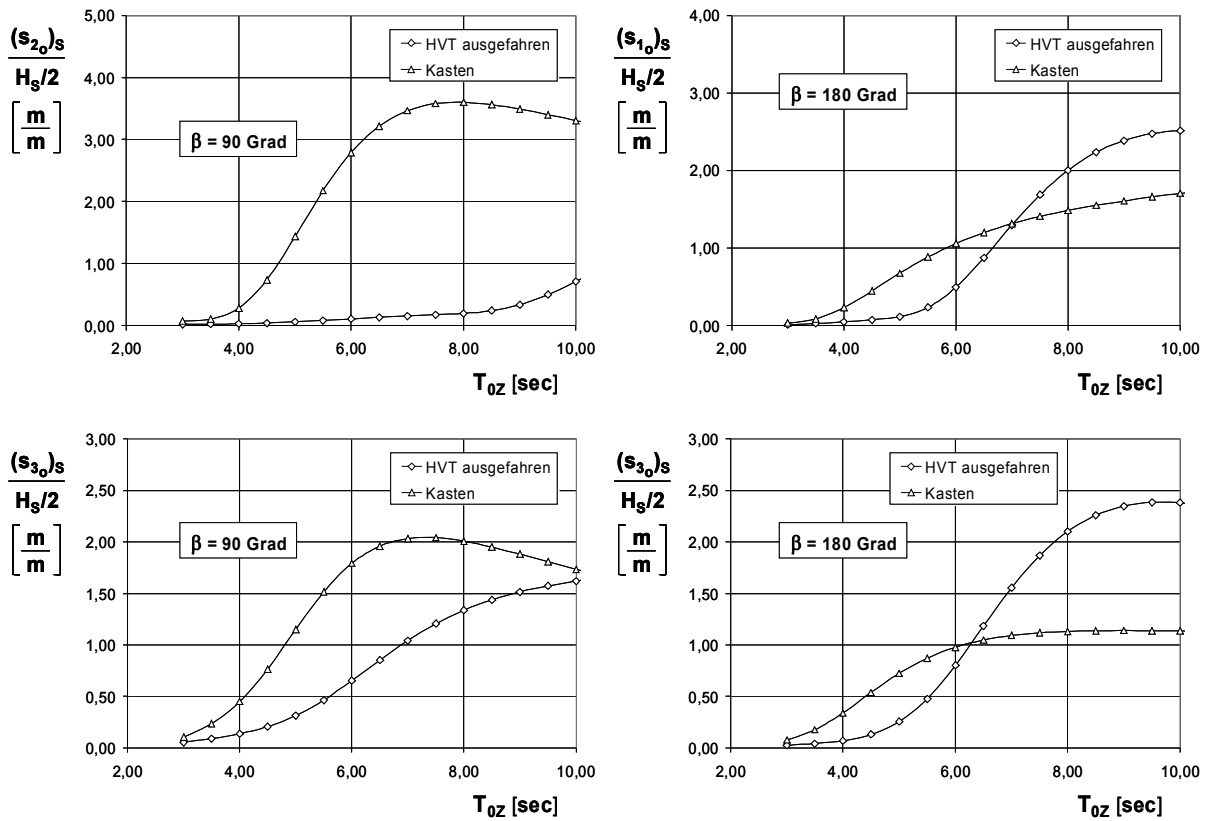 5,00
4,00
3,00
2,00
1,00
0,00
2,00 4,00 6,00 8,00 10,00
(s2o)S
HS/2
[m/m]
HVT ausgefahren
Kasten
β = 90 Grad
T0Z [sec]
4,00
3,00
2,00
1,00
0,00
2,00 4,00 6,00 8,00 10,00
(s1o)S
HS/2
[m/m]
HVT ausgefahren
Kasten
β = 180 Grad
T0Z [sec]
3,00
2,50
2,00
1,50
1,00
0,50
0,00
2,00 4,00 6,00 8,00 10,00
(s3o)S
HS/2
[m/m]
HVT ausgefahren
Kasten
β = 90 Grad
T0Z [sec]
3,00
2,50
2,00
1,50
1,00
0,50
0,00
2,00 4,00 6,00 8,00 10,00
(s3o)S
HS/2
[m/m]
HVT ausgefahren
Kasten
β = 180 Grad
T0Z [sec]